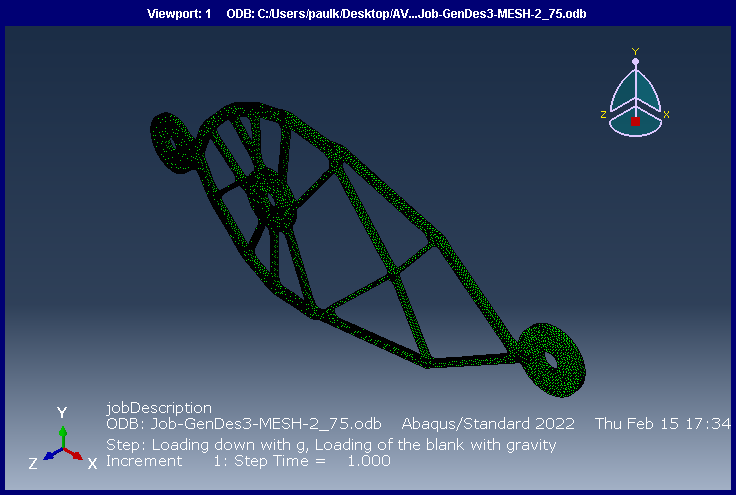 Viewport: 1 ODB: C:/Users/paulk/Desktop/AV...Job-GenDes3-MESH-2_75.odb
Y
Z
X
jobDescription
ODB: Job-GenDes3-MESH-2_75.odb Abaqus/Standard 2022 Thu Feb 15 17:34
Step: Loading down with g, Loading of the blank with gravity
Increment 1: Step Time = 1.000
Y
Z
X